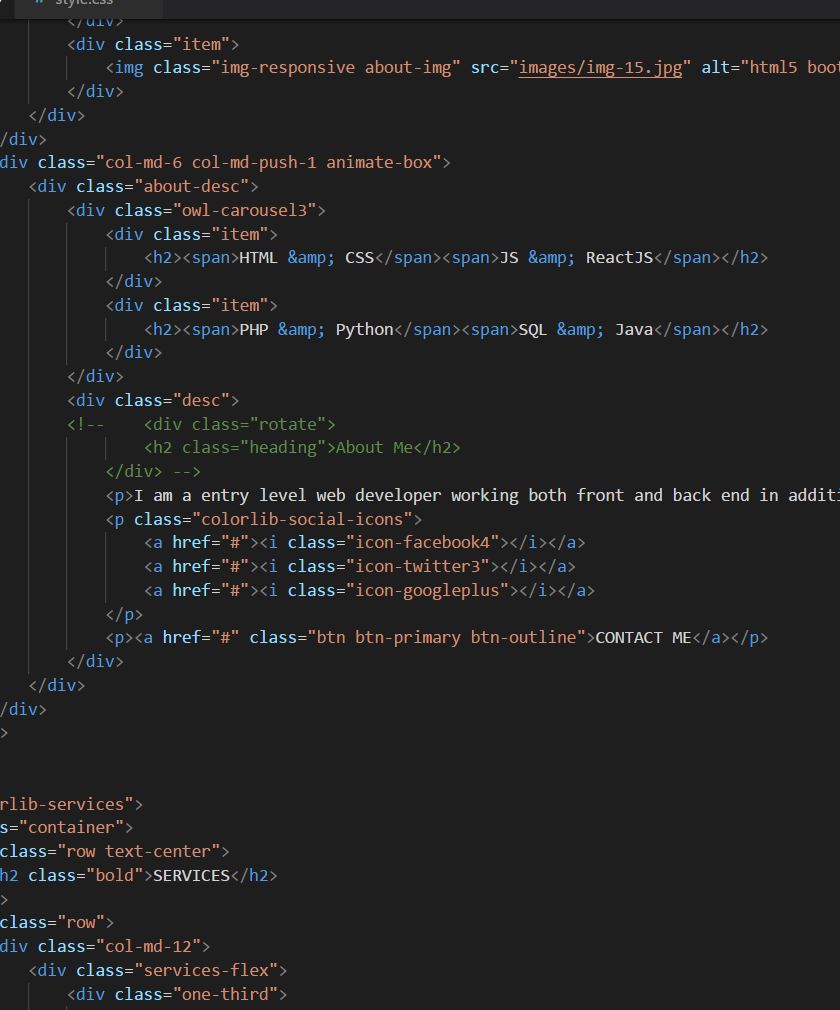 style.css
</div>
<div class="item">
<img class="img-responsive about-img" src="images/img-15.jpg" alt="html5 boot
</div>
</div>
/div>
div class="col-md-6 col-md-push-1 animate-box">
<div class="about-desc">
<div class="owl-carousel3">
<div class="item">
<h2><span>HTML &amp; CSS</span><span>JS &amp; ReactJS</span></h2>
</div>
<div class="item">
<h2><span>PHP &amp; Python</span><span>SQL &amp; Java</span></h2>
</div>
</div>
<div class="desc">
<!-- <div class="rotate">
<h2 class="heading">About Me</h2>
</div> -->
<p>I am a entry level web developer working both front and back end in additi
<p class="colorlib-social-icons">
<a href="#"><i class="icon-facebook4"></i></a>
<a href="#"><i class="icon-twitter3"></i></a>
<a href="#"><i class="icon-googleplus"></i></a>
</p>
<p><a href="#" class="btn btn-primary btn-outline">CONTACT ME</a></p>
</div>
</div>
/div>
>
rlib-services">
s="container">
class="row text-center">
h2 class="bold">SERVICES</h2>
>
class="row">
div class="col-md-12">
<div class="services-flex">
<div class="one-third">